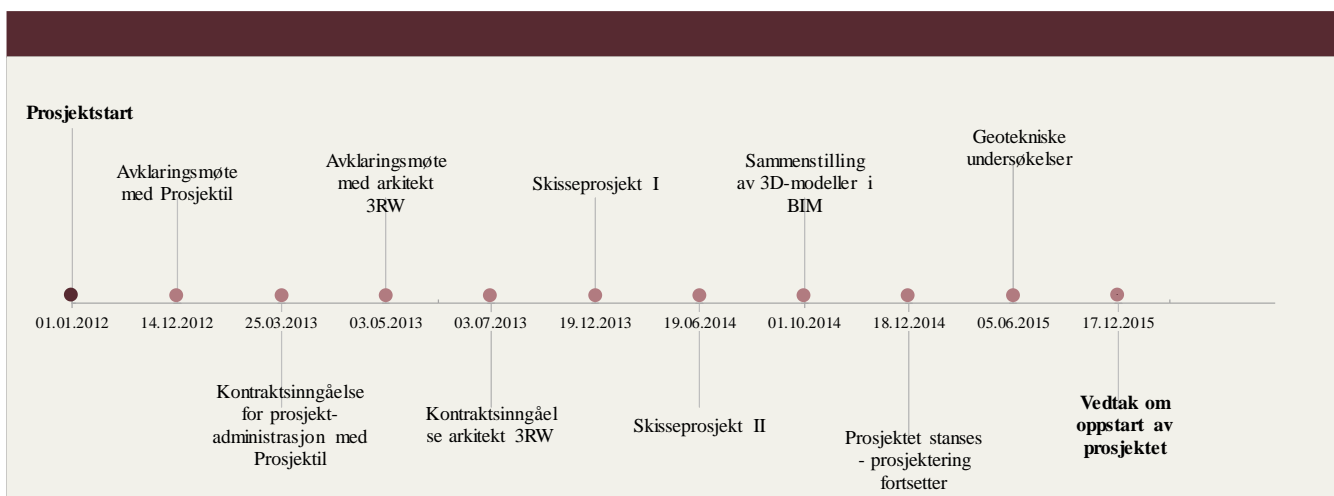 Prosjektstart
Avklaringsmøte
med Prosjektil
Avklaringsmøte
med arkitekt
3RW
Skisseprosjekt I
Sammenstilling
av 3D-modeller i
BIM
Geotekniske
undersøkelser
01.01.2012 14.12.2012 25.03.2013 03.05.2013 03.07.2013 19.12.2013 19.06.2014 01.10.2014 18.12.2014 05.06.2015 17.12.2015
Kontraktsinngåelse
for prosjekt-
administrasjon med
Prosjektil
Kontraktsinngåel
se arkitekt 3RW
Skisseprosjekt II
Prosjektet stanses
- prosjektering
fortsetter
Vedtak om
oppstart av
prosjektet